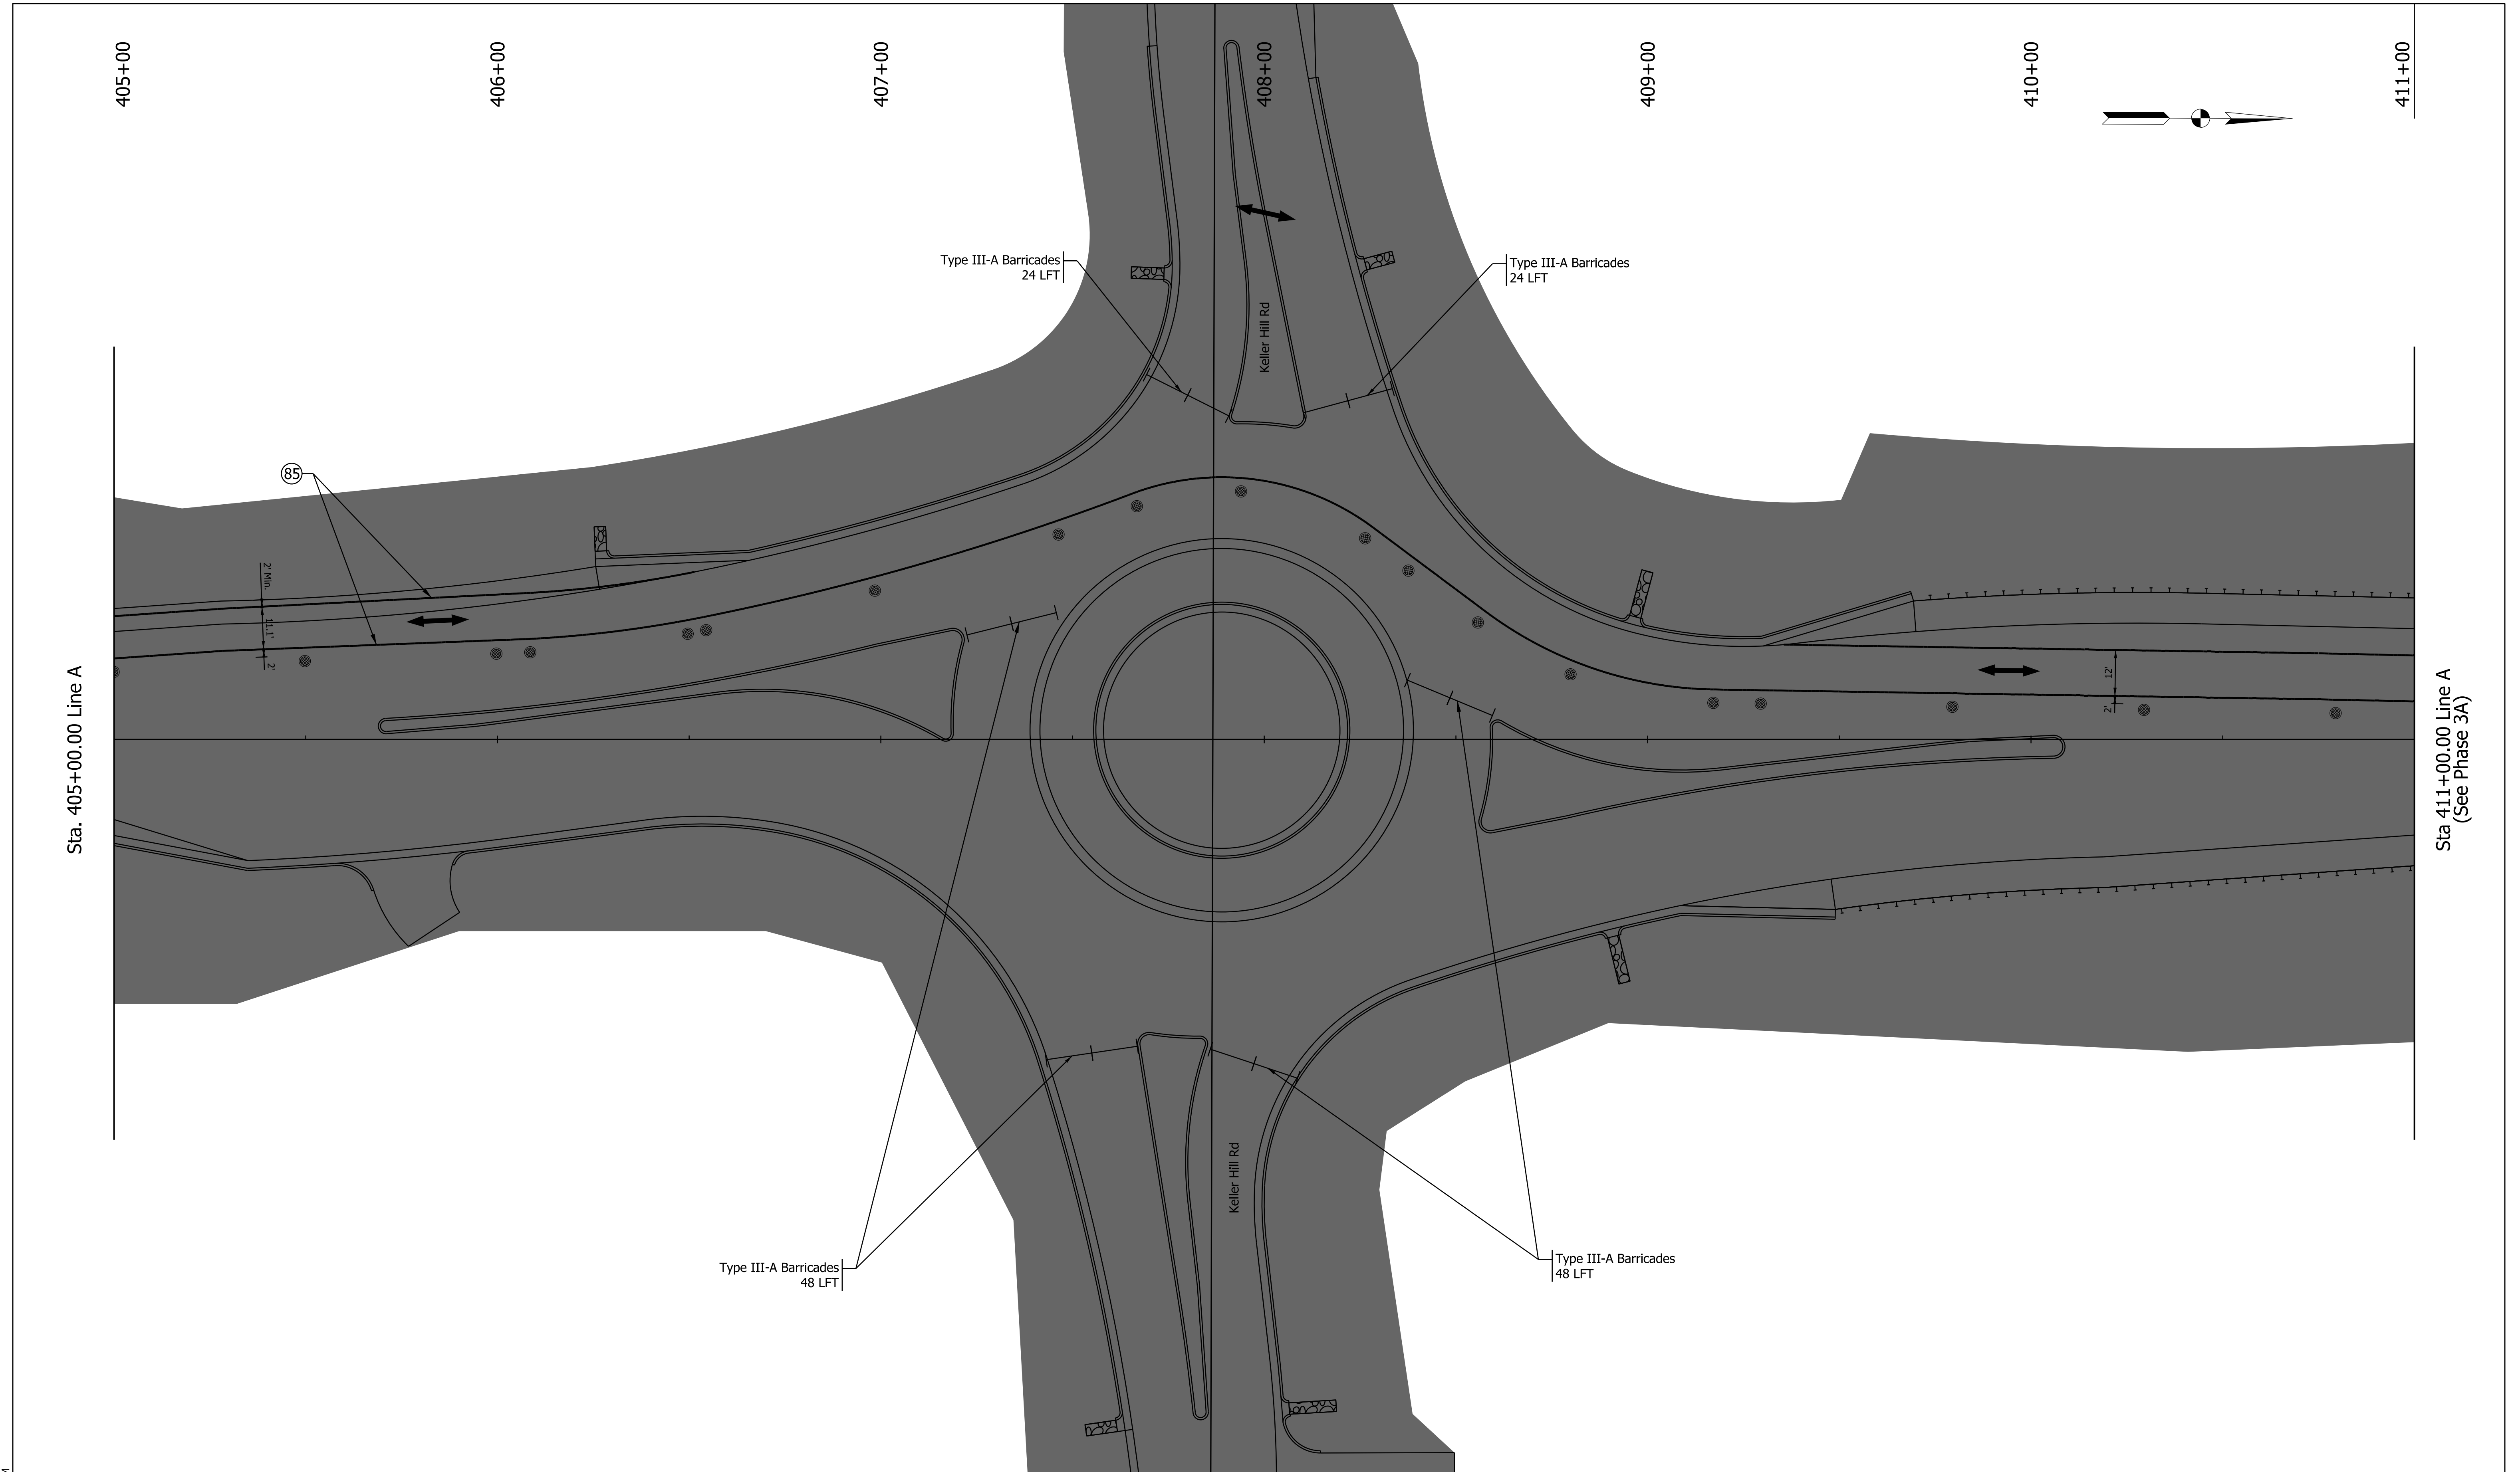 405+00
406+00
407+00
408+00
409+00
410+00
411+00
Type III-A Barricades
24 LFT
Type III-A Barricades
24 LFT
Keller Hill Rd
85
2' Min.
11.1'
2'
12'
2'
Sta. 405+00.00 Line A
Sta 411+00.00 Line A
(See Phase 3A)
Keller Hill Rd
Type III-A Barricades
48 LFT
Type III-A Barricades
48 LFT
M